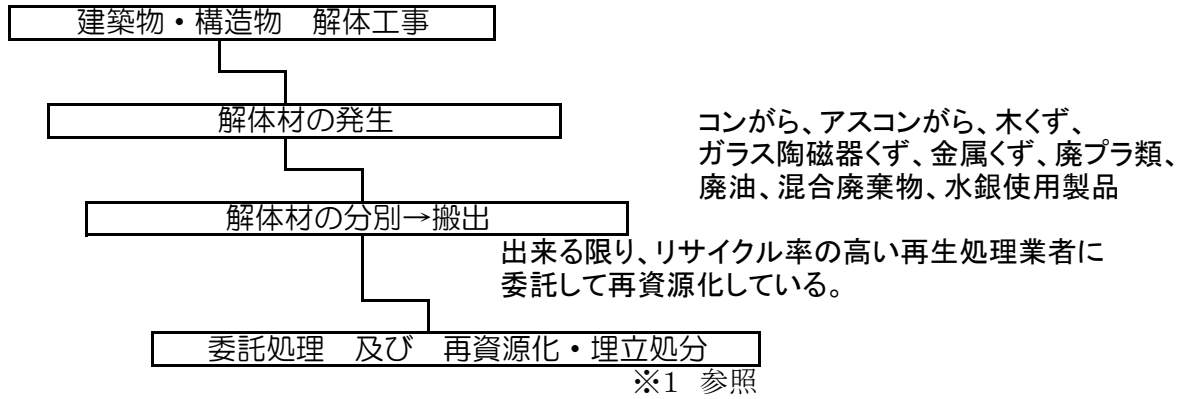 建築物・構造物　解体工事
解体材の発生
コンがら、アスコンがら、木くず、
ガラス陶磁器くず、金属くず、廃プラ類、
廃油、混合廃棄物、水銀使用製品
解体材の分別→搬出
出来る限り、リサイクル率の高い再生処理業者に
委託して再資源化している。
委託処理　及び　再資源化・埋立処分
※1　参照